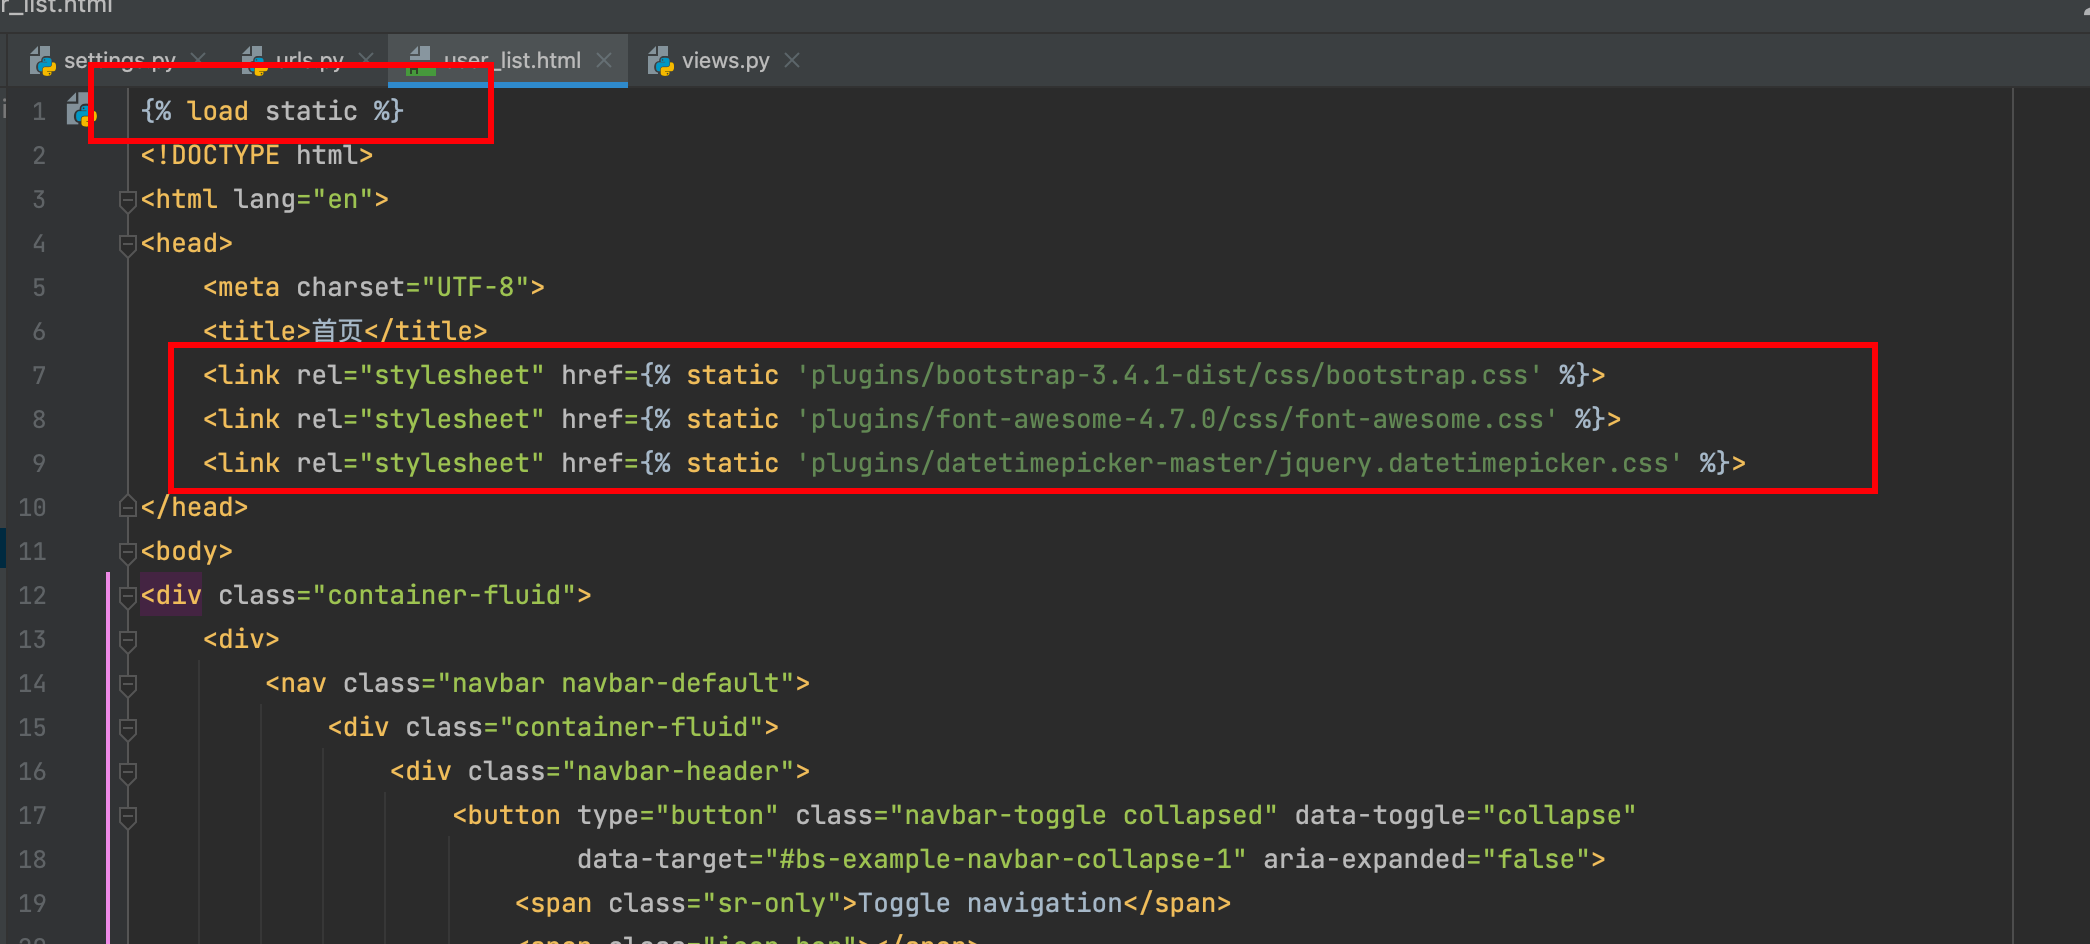 r_list.html
settings.py urls.py user_list.html views.py
1 {% load static %}
2 <!DOCTYPE html>
3 <html lang="en">
4 <head>
5 <meta charset="UTF-8">
6 <title>首页</title>
7 <link rel="stylesheet" href={% static 'plugins/bootstrap-3.4.1-dist/css/bootstrap.css' %}>
8 <link rel="stylesheet" href={% static 'plugins/font-awesome-4.7.0/css/font-awesome.css' %}>
9 <link rel="stylesheet" href={% static 'plugins/datetimepicker-master/jquery.datetimepicker.css' %}>
10 </head>
11 <body>
12 <div class="container-fluid">
13 <div>
14 <nav class="navbar navbar-default">
15 <div class="container-fluid">
16 <div class="navbar-header">
17 <button type="button" class="navbar-toggle collapsed" data-toggle="collapse"
18 data-target="#bs-example-navbar-collapse-1" aria-expanded="false">
19 <span class="sr-only">Toggle navigation</span>
20 <span class="icon-bar"></span>